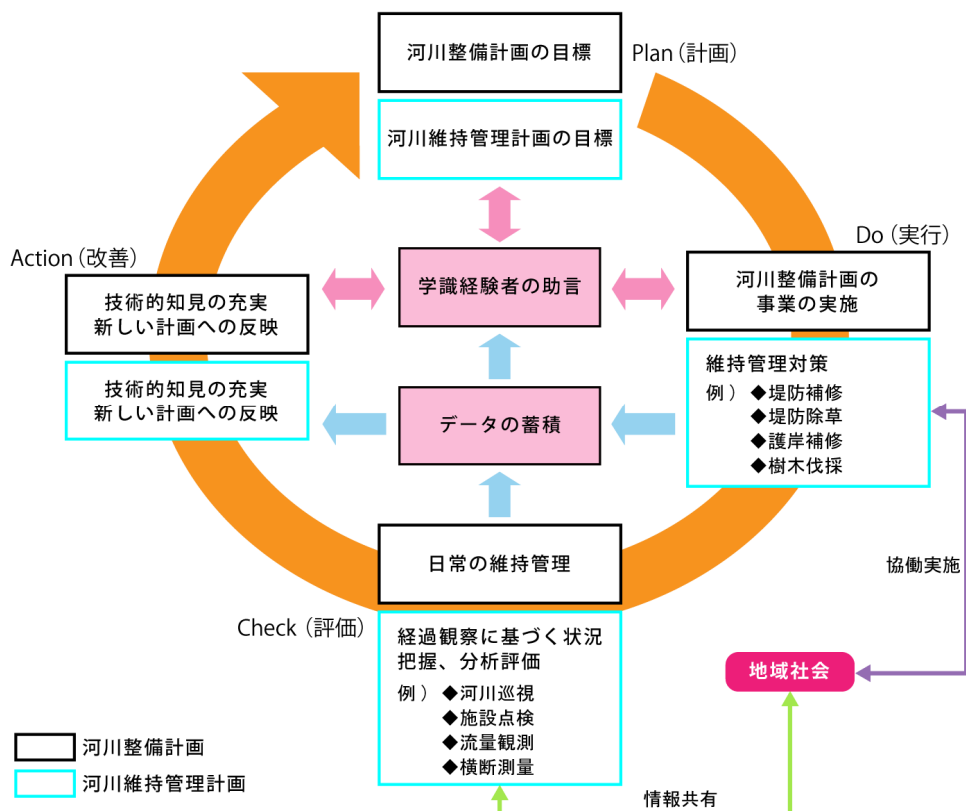 河川整備計画の目標
Plan（計画）
河川維持管理計画の目標
Do（実行）
Action（改善）
学識経験者の助言
河川整備計画の
事業の実施
技術的知見の充実
新しい計画への反映
維持管理対策
例）◆堤防補修
◆堤防除草
◆護岸補修
◆樹木伐採
技術的知見の充実
新しい計画への反映
データの蓄積
日常の維持管理
協働実施
Check（評価）
経過観察に基づく状況
把握、分析評価
例）◆河川巡視
◆施設点検
◆流量観測
◆横断測量
地域社会
河川整備計画
河川維持管理計画
情報共有